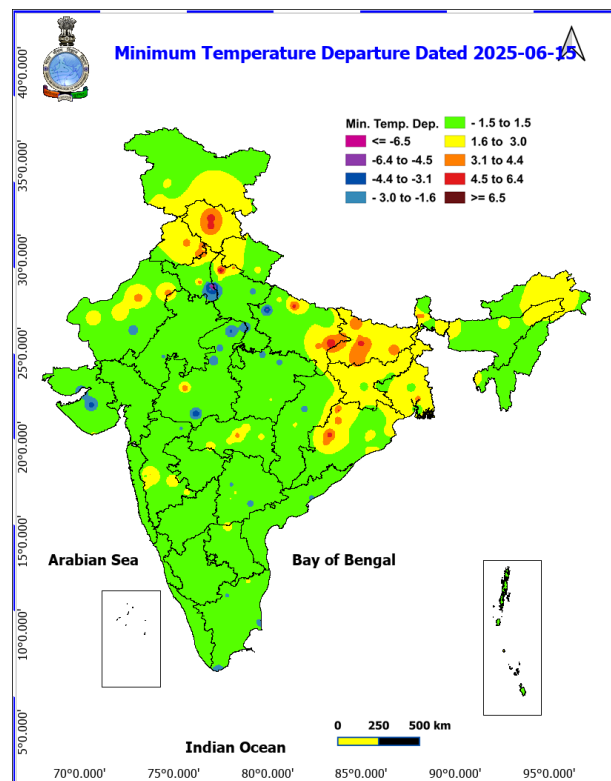 Minimum Temperature Departure Dated 2025-06-15
Min. Temp. Dep.
<= -6.5
-6.4 to -4.5
-4.4 to -3.1
- 3.0 to -1.6
- 1.5 to 1.5
1.6 to 3.0
3.1 to 4.4
4.5 to 6.4
>= 6.5
40°0.000'
35°0.000'
30°0.000'
25°0.000'
20°0.000'
15°0.000'
10°0.000'
5°0.000'
Arabian Sea
Bay of Bengal
Indian Ocean
0 250 500 km
70°0.000' 75°0.000' 80°0.000' 85°0.000' 90°0.000' 95°0.000'